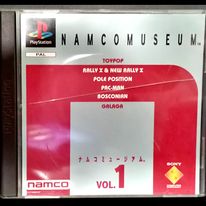 PlayStation
PAL
NAMCOMUSEUM™
TOYPOP
RALLY X & NEW RALLY X
POLE POSITION
PAC-MAN
BOSCONIAN
GALAGA
ナムコミュージアム
namco
VOL. 1
SONY